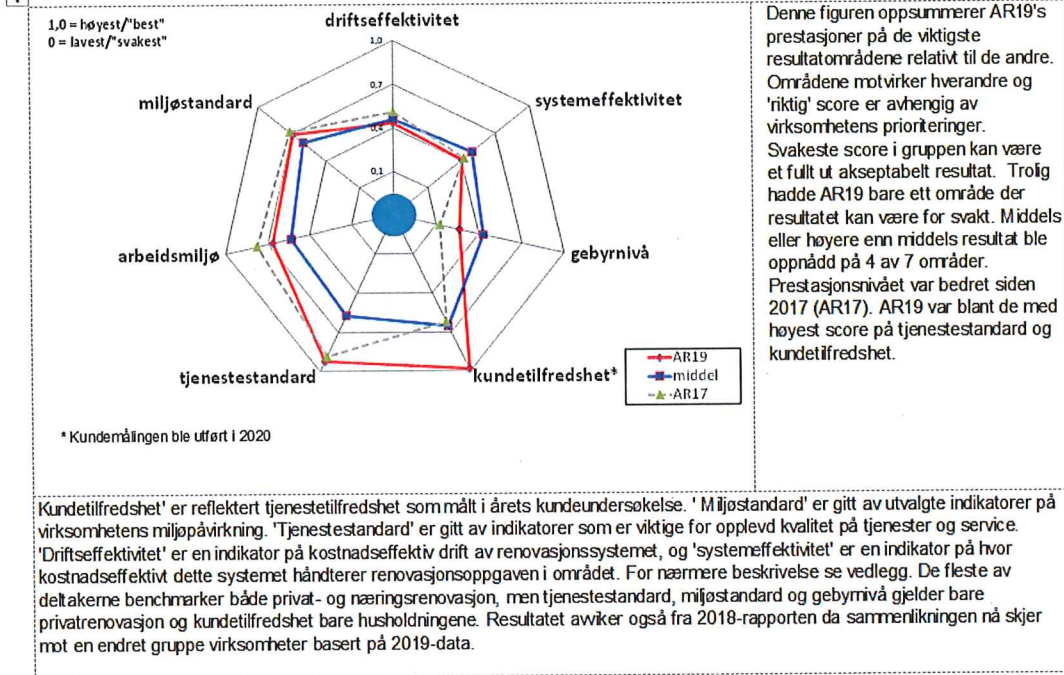 1,0 = høyest/"best"
0 = lavest/"svakest"
driftseffektivitet
1,0
0,7
0,4
0,1
systemeffektivitet
miljøstandard
arbeidsmiljø
gebyrnivå
tjenestestandard
kundetilfredshet*
AR19
middel
AR17
* Kundemålingen ble utført i 2020
Denne figuren oppsummerer AR19's
prestasjoner på de viktigste
resultatområdene relativt til de andre.
Områdene motvirker hverandre og
'riktig' score er avhengig av
virksomhetens prioriteringer.
Svakeste score i gruppen kan være
et fullt ut akseptabelt resultat. Trolig
hadde AR19 bare ett område der
resultatet kan være for svakt. Middels
eller høyere enn middels resultat ble
oppnådd på 4 av 7 områder.
Prestasjonsnivået var bedret siden
2017 (AR17). AR19 var blant de med
høyest score på tjenestestandard og
kundetilfredshet.
Kundetilfredshet' er reflektert tjenestetilfredshet som målt i årets kundeundersøkelse. ' Miljøstandard' er gitt av utvalgte indikatorer på
virksomhetens miljøpåvirkning. 'Tjenestestandard' er gitt av indikatorer som er viktige for opplevd kvalitet på tjenester og service.
'Driftseffektivitet' er en indikator på kostnadseffektiv drift av renovasjonssystemet, og 'systemeffektivitet' er en indikator på hvor
kostnadseffektivt dette systemet håndterer renovasjonsoppgaven i området. For nærmere beskrivelse se vedlegg. De fleste av
deltakerne benchmarker både privat- og næringsrenovasjon, men tjenestestandard, miljøstandard og gebyrnivå gjelder bare
privatrenovasjon og kundetilfredshet bare husholdningene. Resultatet avviker også fra 2018-rapporten da sammenlikningen nå skjer
mot en endret gruppe virksomheter basert på 2019-data.